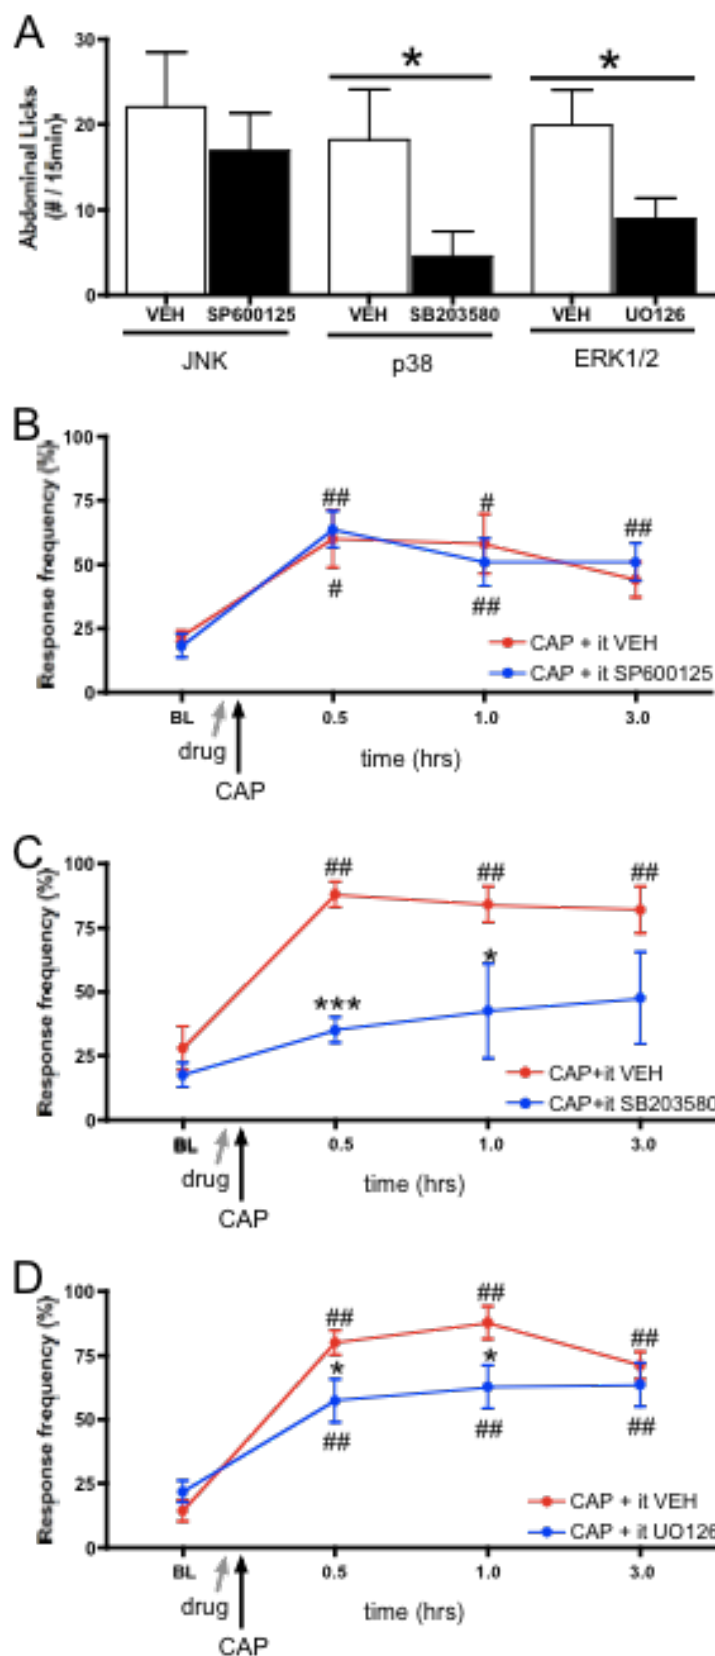 A
30
*
*
20
10
0
Abdominal Licks
(# / 15min)
VEH SP600125 VEH SB203580 VEH UO126
JNK p38 ERK1/2
B
100
75
50
25
0
Response frequency (%)
##
#
##
#
##
CAP + it VEH
CAP + it SP600125
BL 0.5 1.0 3.0
drug
time (hrs)
CAP
C
100
75
50
25
0
Response frequency (%)
## ## ##
***
*
CAP+it VEH
CAP+it SB203580
BL 0.5 1.0 3.0
drug
time (hrs)
CAP
D
100
75
50
25
0
Response frequency (%)
## ## ##
* *
## ## ##
CAP + it VEH
CAP + it UO126
BL 0.5 1.0 3.0
drug
time (hrs)
CAP